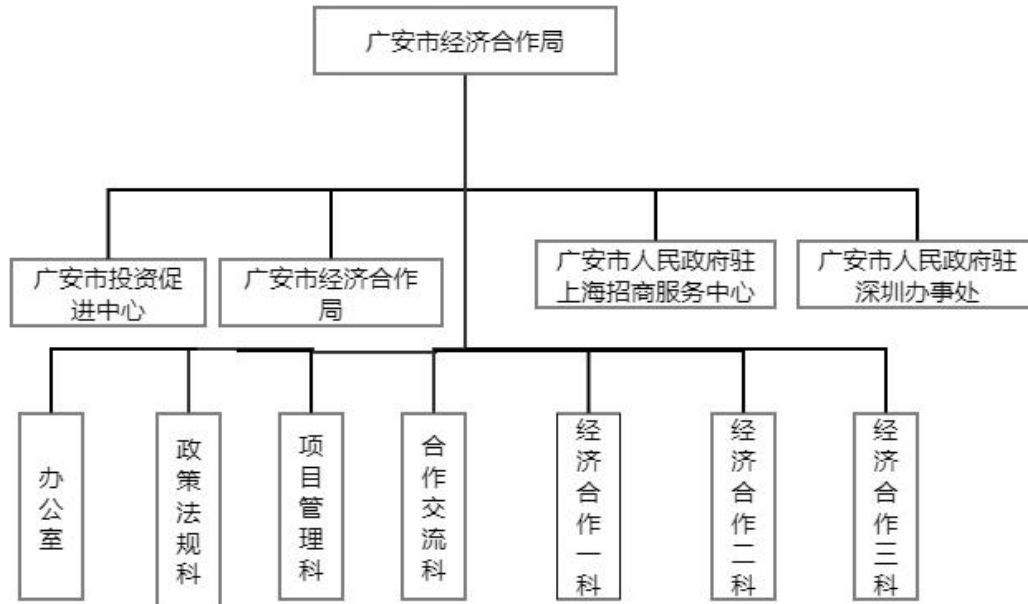 广安市经济合作局
广安市投资促
进中心
广安市经济合作
局
广安市人民政府驻
上海招商服务中心
广安市人民政府驻
深圳办事处
办公室
政策法规科
项目管理科
合作交流科
经济合作一科
经济合作二科
经济合作三科